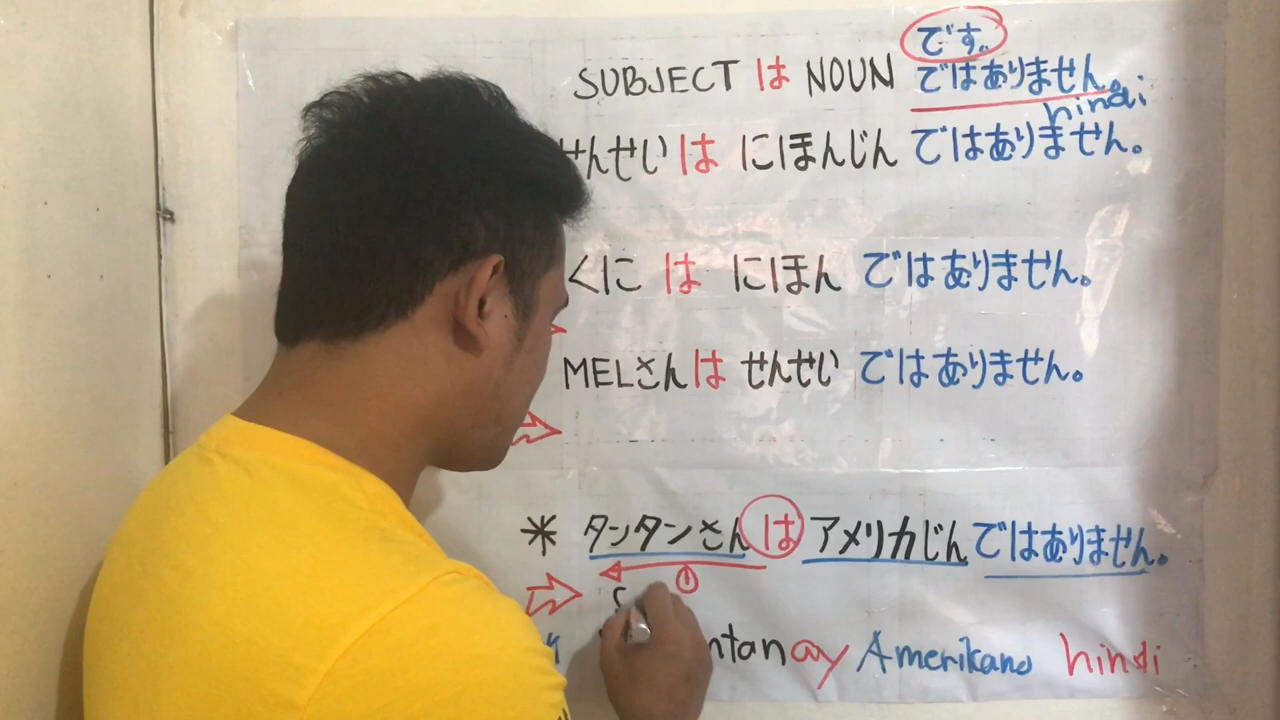 です。
SUBJECT は NOUN ではありません。
hindi
せんせい は にほんじん ではありません。
くに は にほん ではありません。
MELさん は せんせい ではありません。
* タンタンさん は アメリカじん ではありません。
1
ntan ay Amerikano hindi